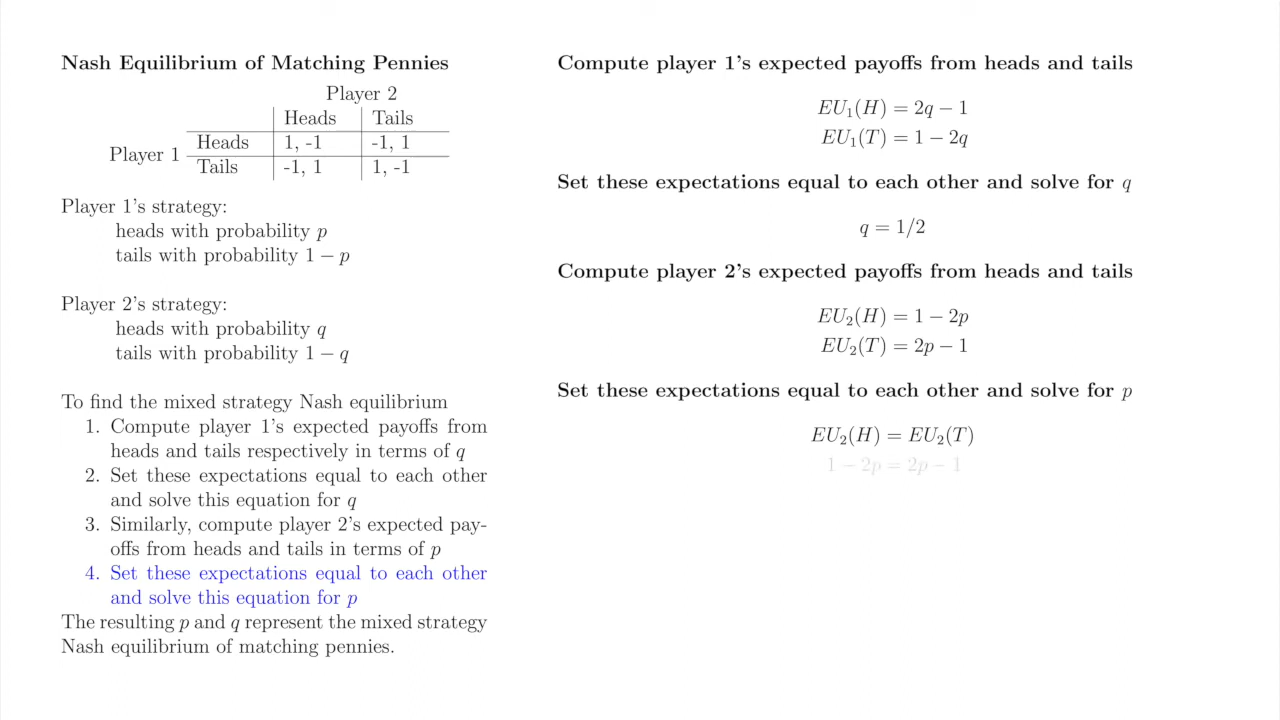 Nash Equilibrium of Matching Pennies
Player 2
Heads Tails
Player 1
Heads 1, -1 -1, 1
Tails -1, 1 1, -1
Player 1's strategy:
heads with probability p
tails with probability 1 − p
Player 2's strategy:
heads with probability q
tails with probability 1 − q
To find the mixed strategy Nash equilibrium
1. Compute player 1's expected payoffs from
heads and tails respectively in terms of q
2. Set these expectations equal to each other
and solve this equation for q
3. Similarly, compute player 2's expected pay-
offs from heads and tails in terms of p
4. Set these expectations equal to each other
and solve this equation for p
The resulting p and q represent the mixed strategy
Nash equilibrium of matching pennies.
Compute player 1's expected payoffs from heads and tails
EU₁(H) = 2q − 1
EU₁(T) = 1 − 2q
Set these expectations equal to each other and solve for q
q = 1/2
Compute player 2's expected payoffs from heads and tails
EU₂(H) = 1 − 2p
EU₂(T) = 2p − 1
Set these expectations equal to each other and solve for p
EU₂(H) = EU₂(T)
1 − 2p = 2p − 1